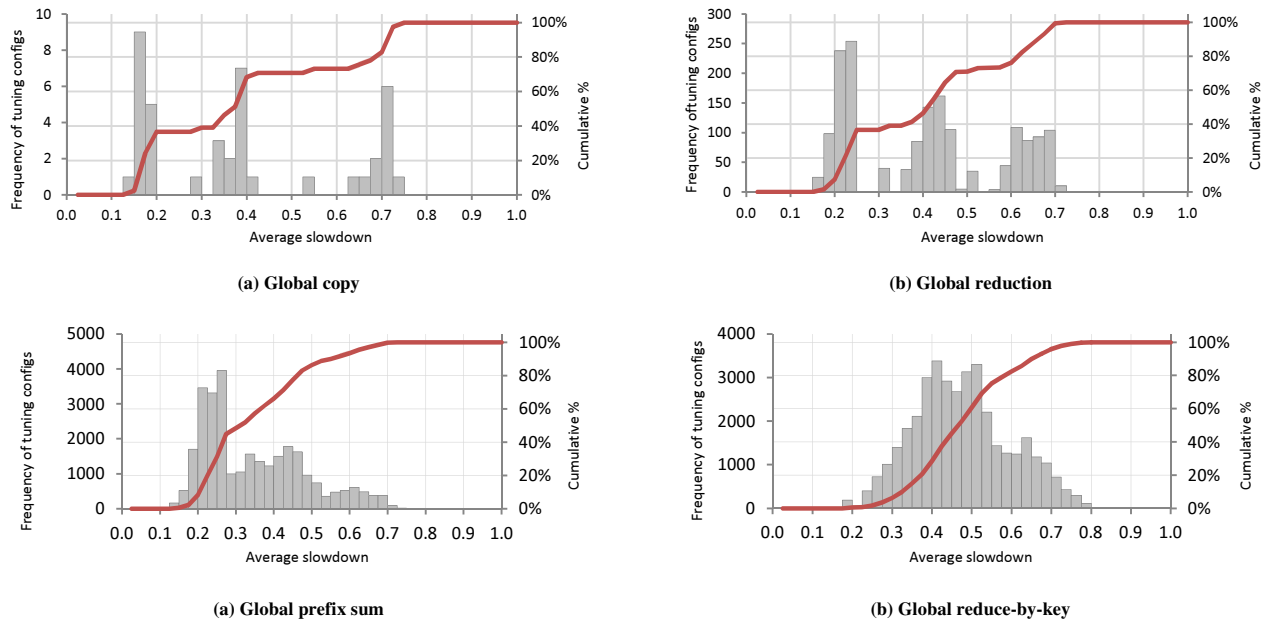 10
8
6
4
2
0
100%
80%
60%
40%
20%
0%
0.0 0.1 0.2 0.3 0.4 0.5 0.6 0.7 0.8 0.9 1.0
Frequency of tuning configs
Cumulative %
Average slowdown
(a) Global copy
300
250
200
150
100
50
0
100%
80%
60%
40%
20%
0%
0.0 0.1 0.2 0.3 0.4 0.5 0.6 0.7 0.8 0.9 1.0
Frequency oftuning configs
Cumulative %
Average slowdown
(b) Global reduction
5000
4000
3000
2000
1000
0
100%
80%
60%
40%
20%
0%
0.0 0.1 0.2 0.3 0.4 0.5 0.6 0.7 0.8 0.9 1.0
Frequency of tuning configs
Cumulative %
Average slowdown
(a) Global prefix sum
4000
3000
2000
1000
0
100%
80%
60%
40%
20%
0%
0.0 0.1 0.2 0.3 0.4 0.5 0.6 0.7 0.8 0.9 1.0
Frequency of tuning configs
Cumulative %
Average slowdown
(b) Global reduce-by-key